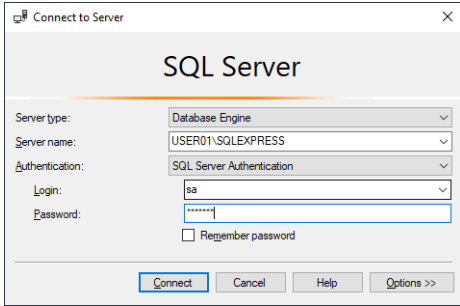 Connect to Server
SQL Server
Server type: Database Engine
Server name: USER01\SQLEXPRESS
Authentication: SQL Server Authentication
Login: sa
Password: *******
Remember password
Connect Cancel Help Options >>